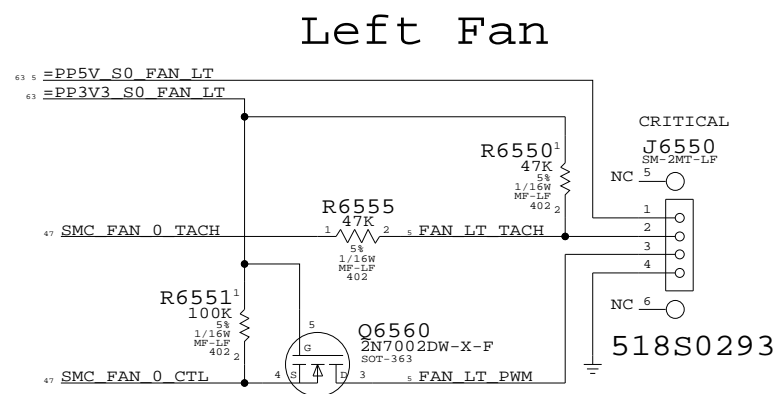 Left Fan
63 5 =PP5V_S0_FAN_LT
63 =PP3V3_S0_FAN_LT
CRITICAL
J6550
SM-2MT-LF
R6550 1
47K
5%
1/16W
MF-LF
402 2
NC 5
1
2
3
4
NC 6
518S0293
R6555
47K
47 SMC_FAN_0_TACH 1 2 5 FAN_LT_TACH
5%
1/16W
MF-LF
402
R6551 1
100K
5%
1/16W
MF-LF
402 2
5
Q6560
2N7002DW-X-F
SOT-363
G
S
D
47 SMC_FAN_0_CTL 4 3 5 FAN_LT_PWM